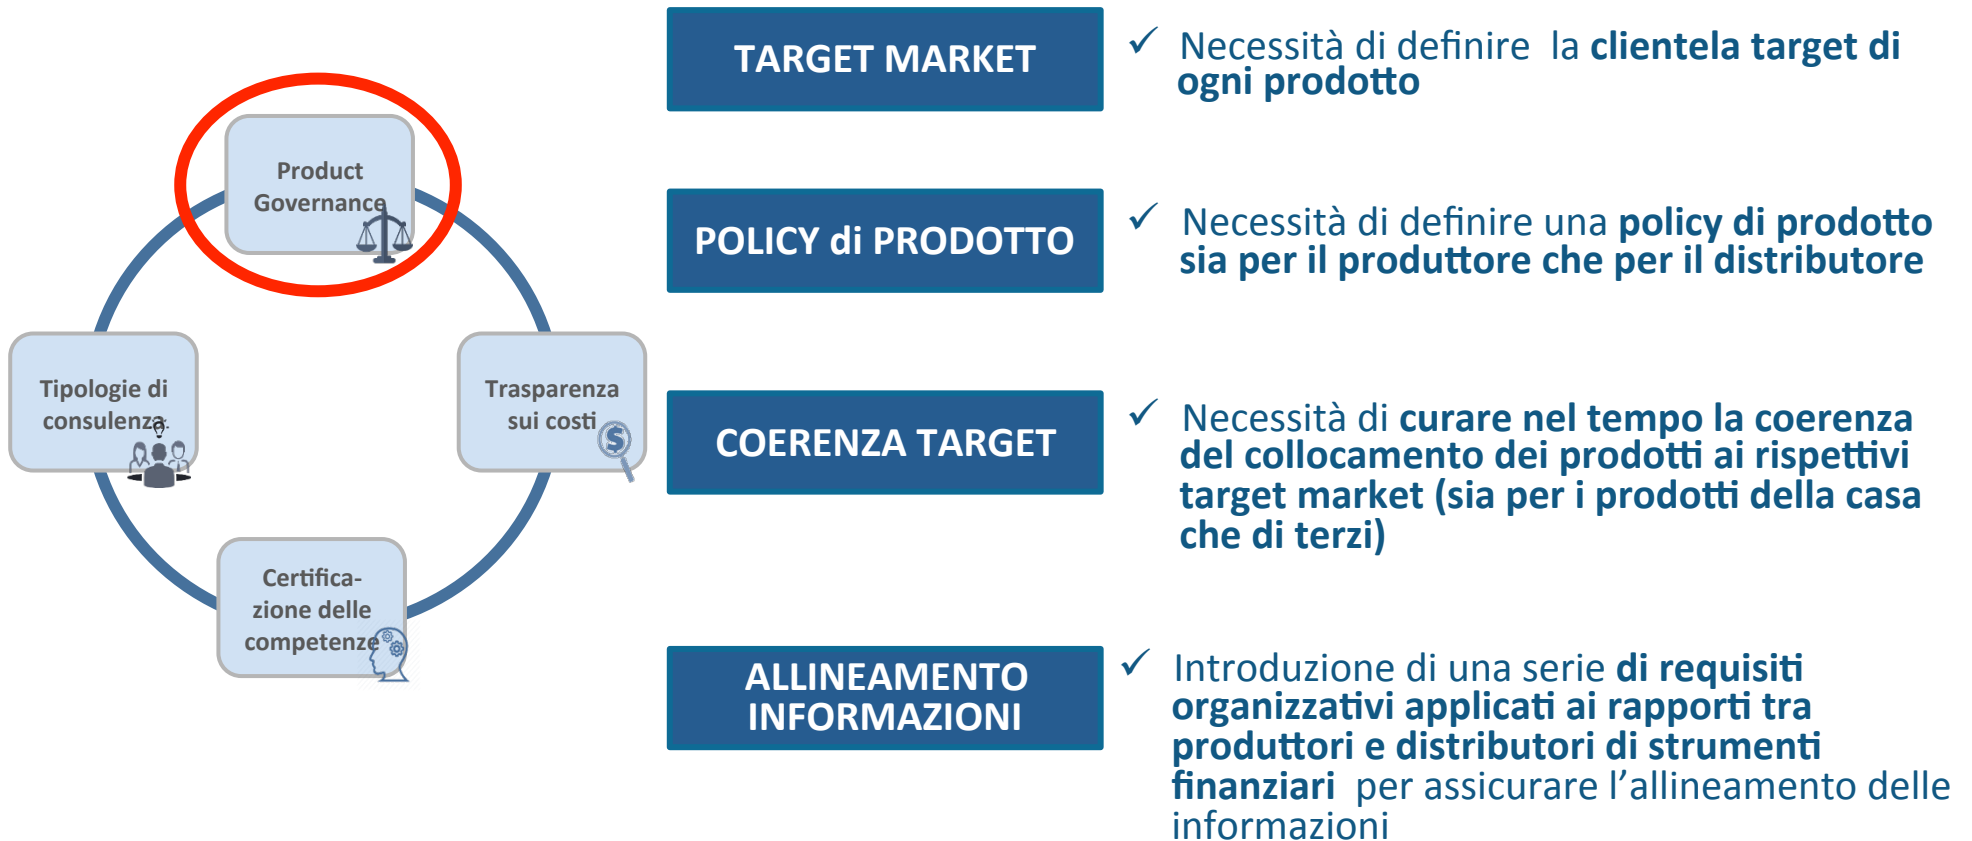 Product
Governance
Tipologie di
consulenza
Trasparenza
sui costi
$
Certifica-
zione delle
competenze
TARGET MARKET
✓ Necessità di definire la clientela target di
ogni prodotto
POLICY di PRODOTTO
✓ Necessità di definire una policy di prodotto
sia per il produttore che per il distributore
COERENZA TARGET
✓ Necessità di curare nel tempo la coerenza
del collocamento dei prodotti ai rispettivi
target market (sia per i prodotti della casa
che di terzi)
ALLINEAMENTO
INFORMAZIONI
✓ Introduzione di una serie di requisiti
organizzativi applicati ai rapporti tra
produttori e distributori di strumenti
finanziari per assicurare l’allineamento delle
informazioni